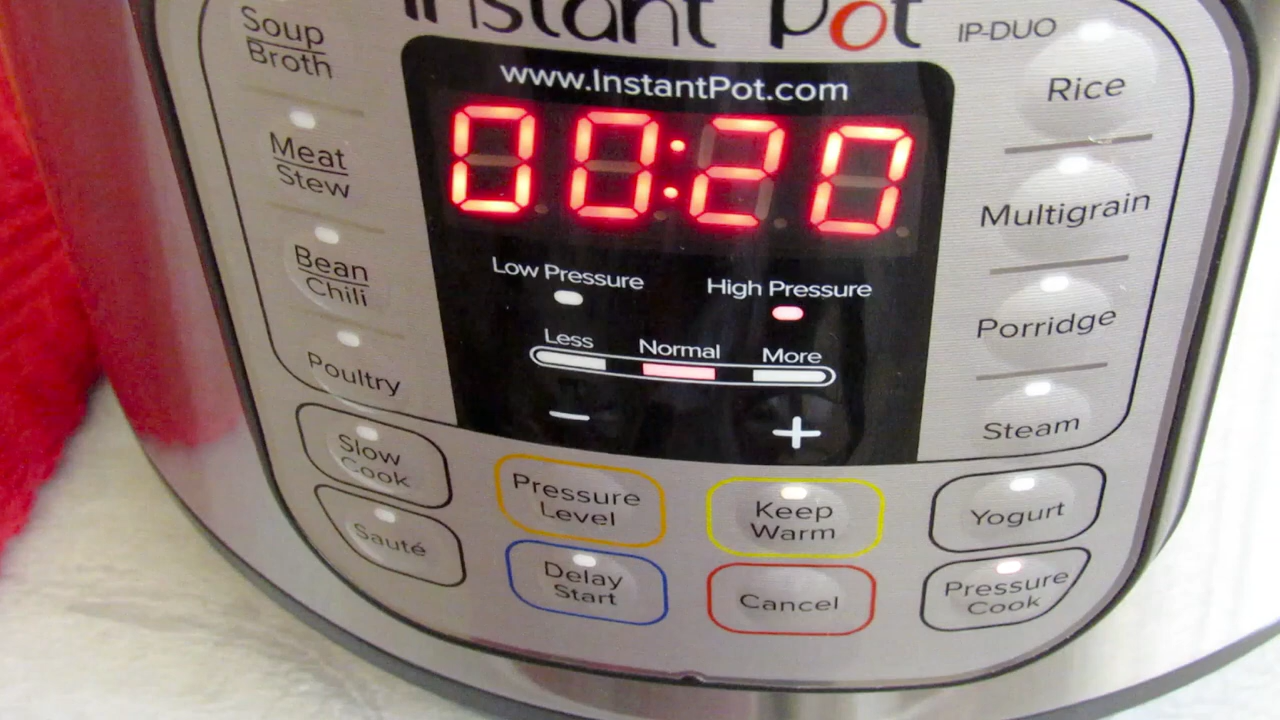 Instant Pot
IP-DUO
www.InstantPot.com
00:20
Low Pressure
High Pressure
Less
Normal
More
−
+
Soup
Broth
Meat
Stew
Bean
Chili
Poultry
Slow
Cook
Sauté
Pressure
Level
Delay
Start
Keep
Warm
Cancel
Rice
Multigrain
Porridge
Steam
Yogurt
Pressure
Cook